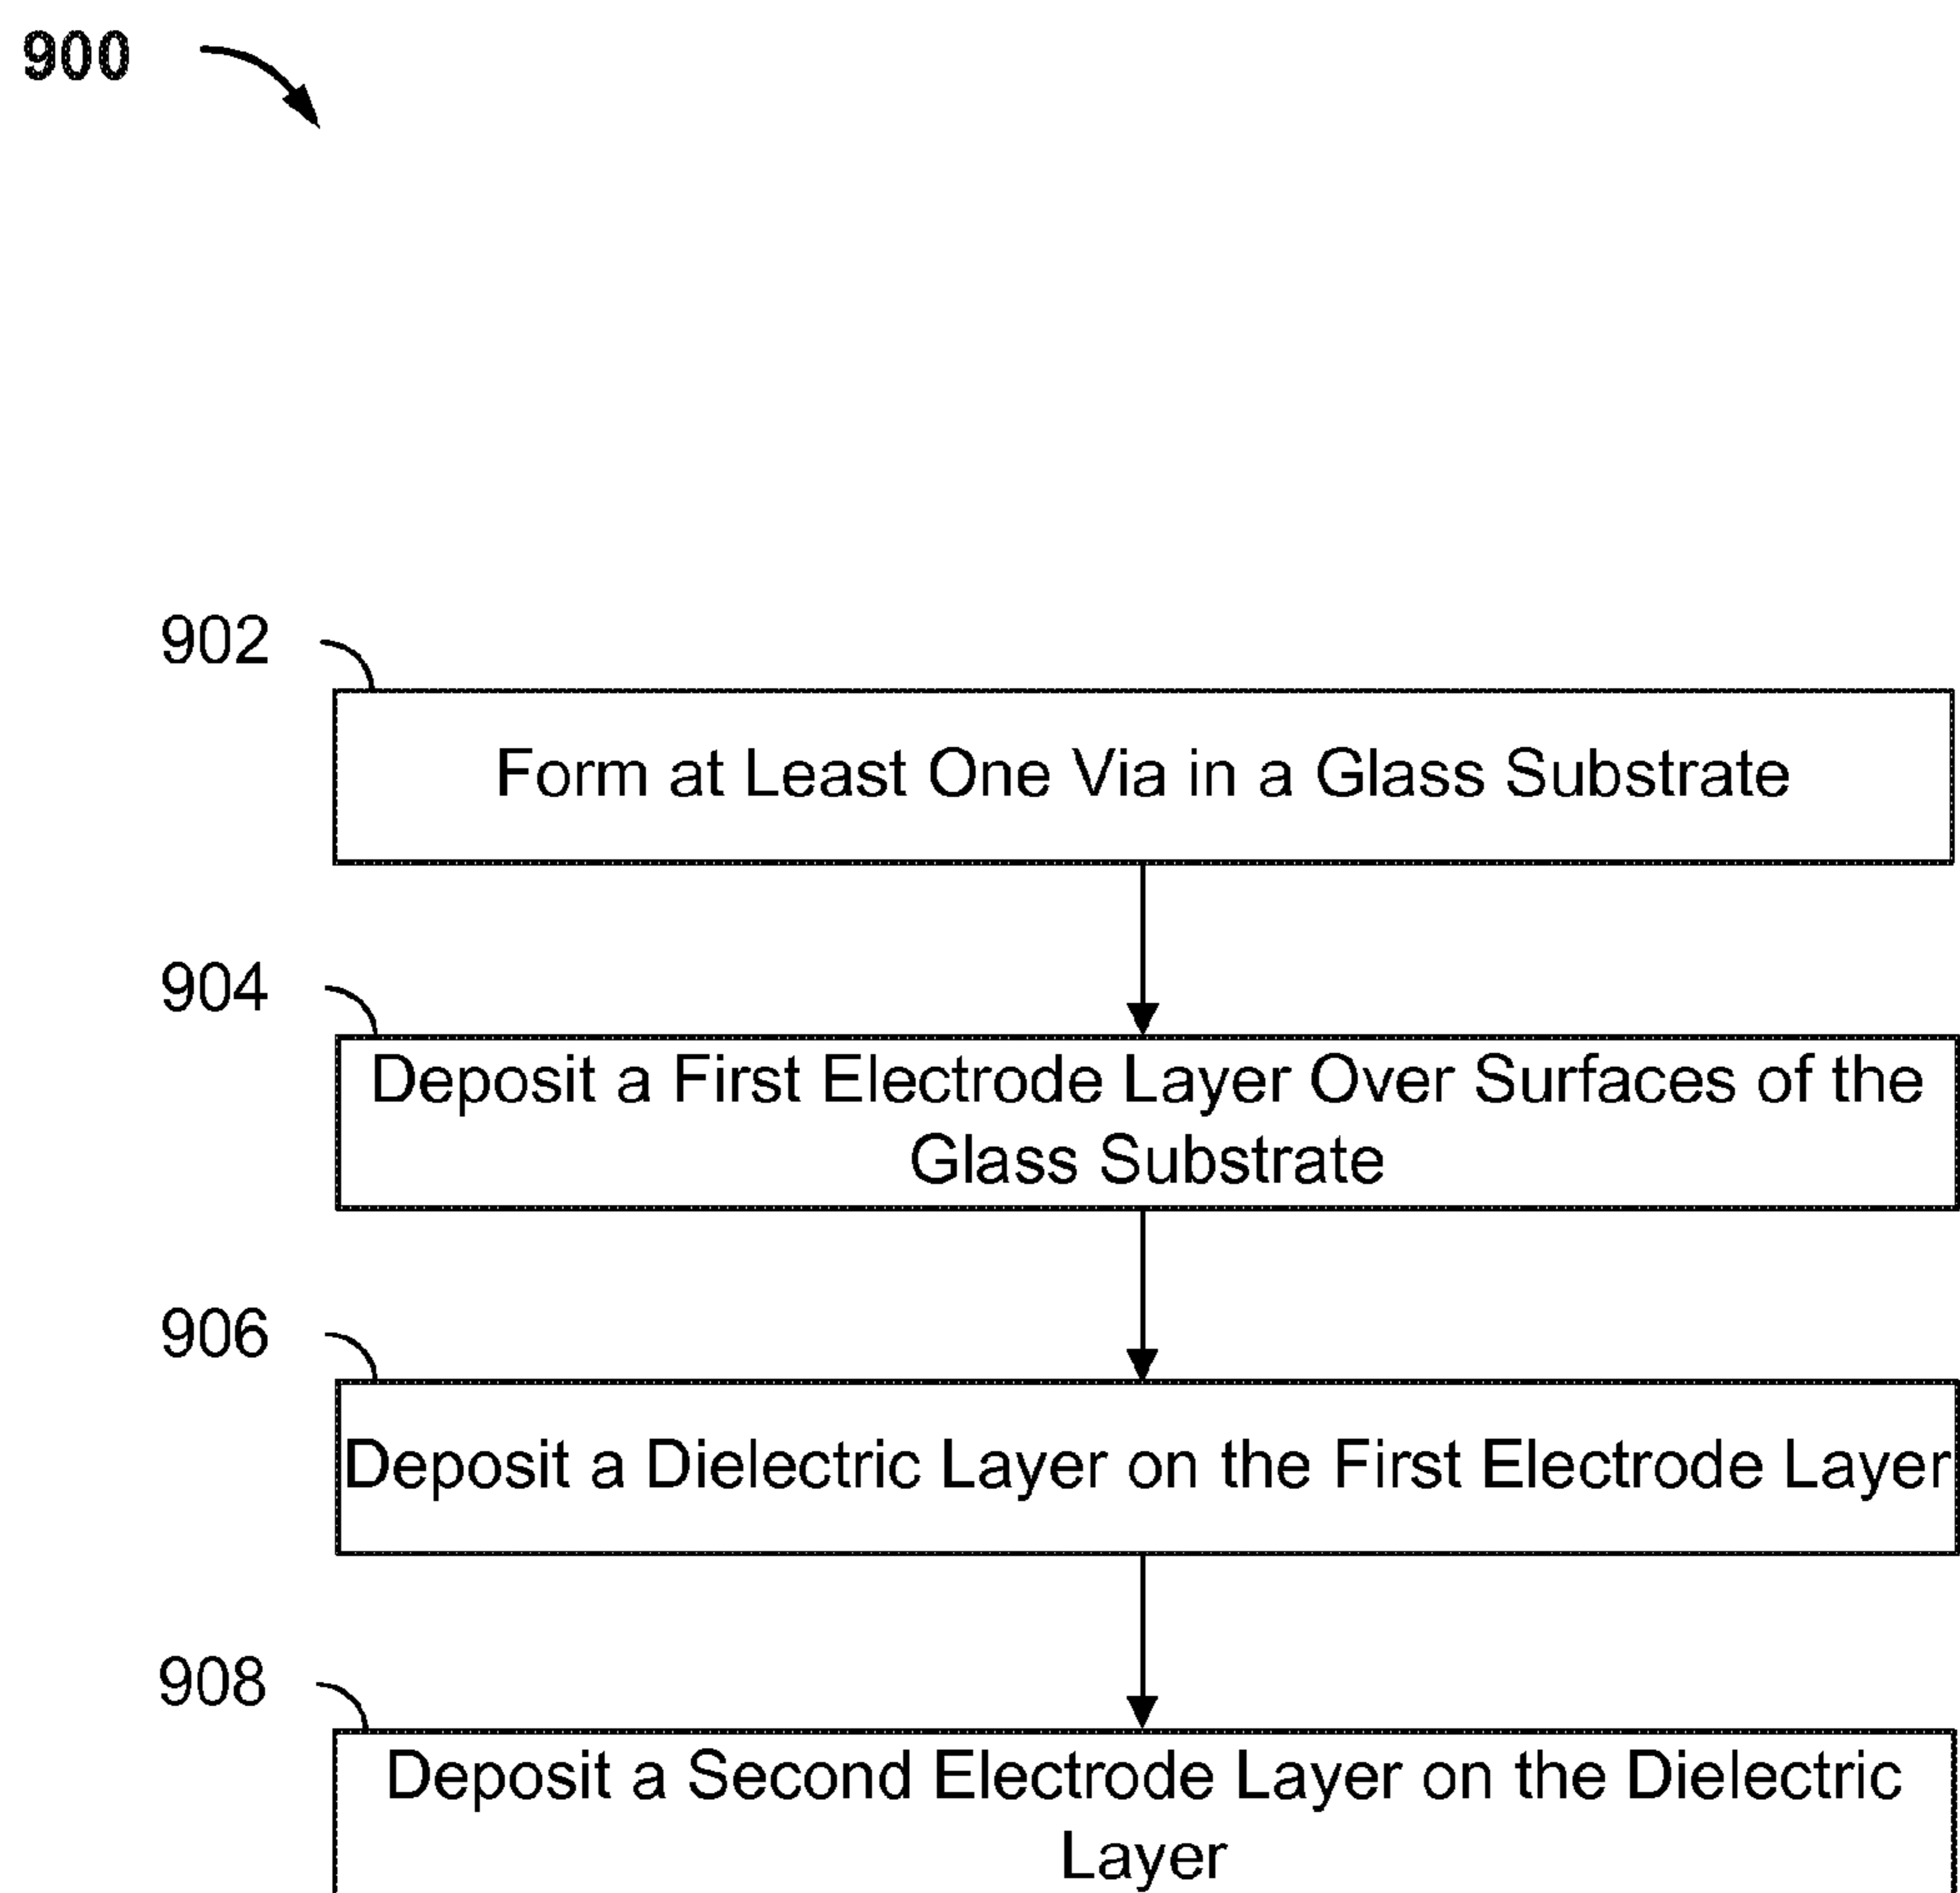 900
902
Form at Least One Via in a Glass Substrate
904
Deposit a First Electrode Layer Over Surfaces of the
Glass Substrate
906
Deposit a Dielectric Layer on the First Electrode Layer
908
Deposit a Second Electrode Layer on the Dielectric
Layer